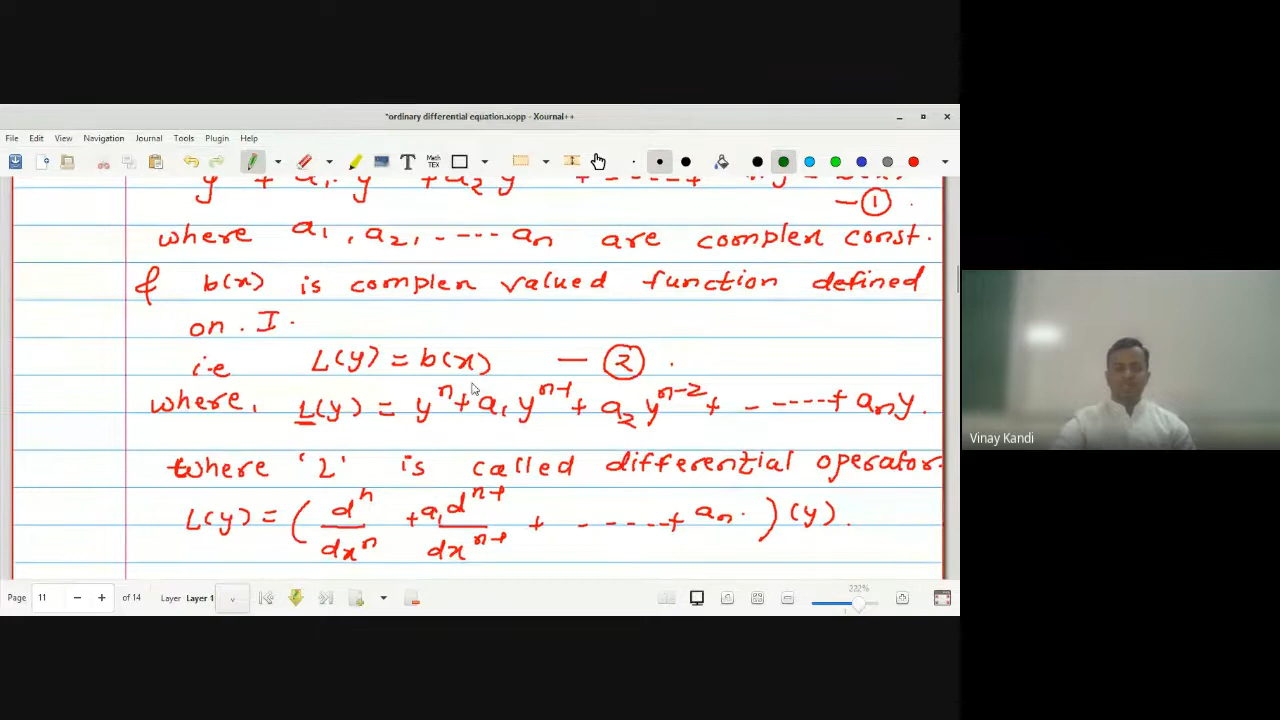 *ordinary differential equation.xopp - Xournal++
File Edit View Navigation Journal Tools Plugin Help
— ①
where a₁, a₂, ----- aₙ are complex const.
& b(x) is complex valued function defined
on. I.
i.e L(y) = b(x) — ②
where, L(y) = yⁿ + a₁ yⁿ⁻¹ + a₂ yⁿ⁻² + - ----- + aₙy.
where 'L' is called differential operator.
L(y) = ( dⁿ/dxⁿ + a₁dⁿ⁻¹/dxⁿ⁻¹ + - ----- + aₙ. ) (y).
Page 11 of 14 Layer Layer 1 222%
Vinay Kandi